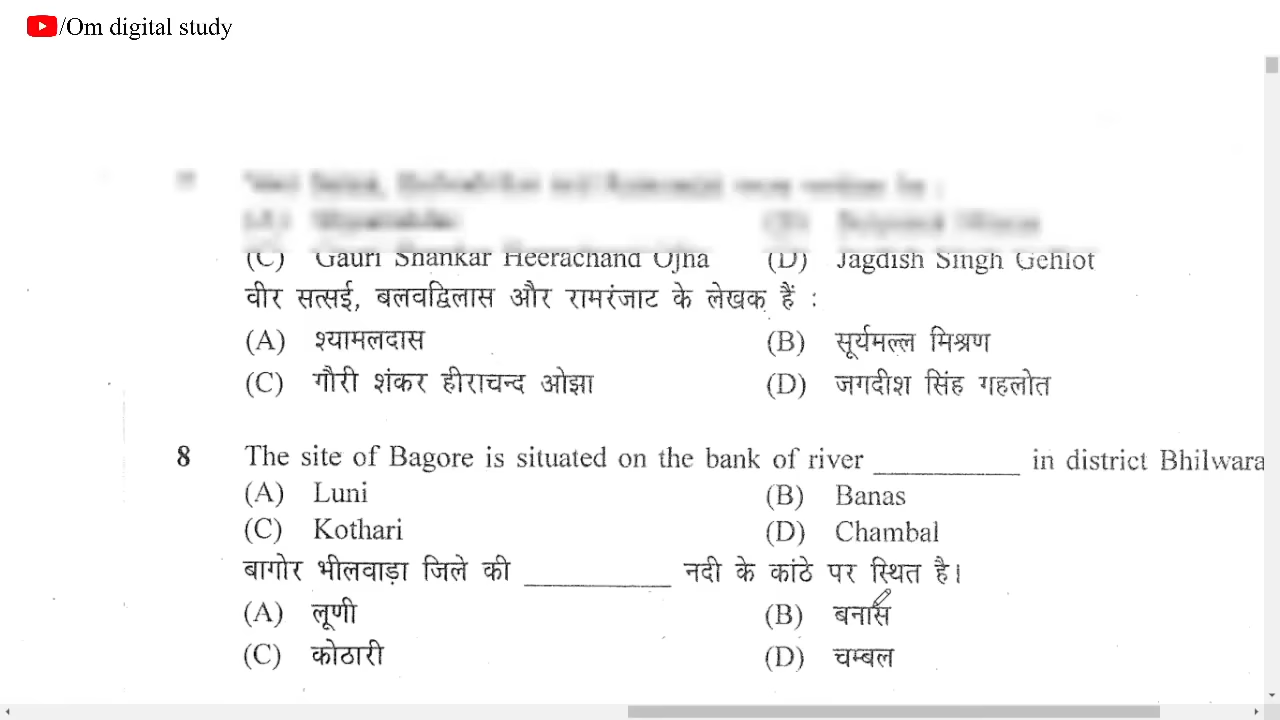 /Om digital study
(C) Gauri Shankar Heerachand Ojha (D) Jagdish Singh Gehlot
वीर सत्सई, बलवद्विलास और रामरंजाट के लेखक हैं :
(A) श्यामलदास (B) सूर्यमल्ल मिश्रण
(C) गौरी शंकर हीराचन्द ओझा (D) जगदीश सिंह गहलोत
8 The site of Bagore is situated on the bank of river __________ in district Bhilwara
(A) Luni (B) Banas
(C) Kothari (D) Chambal
बागोर भीलवाड़ा जिले की __________ नदी के कांठे पर स्थित है।
(A) लूणी (B) बनास
(C) कोठारी (D) चम्बल